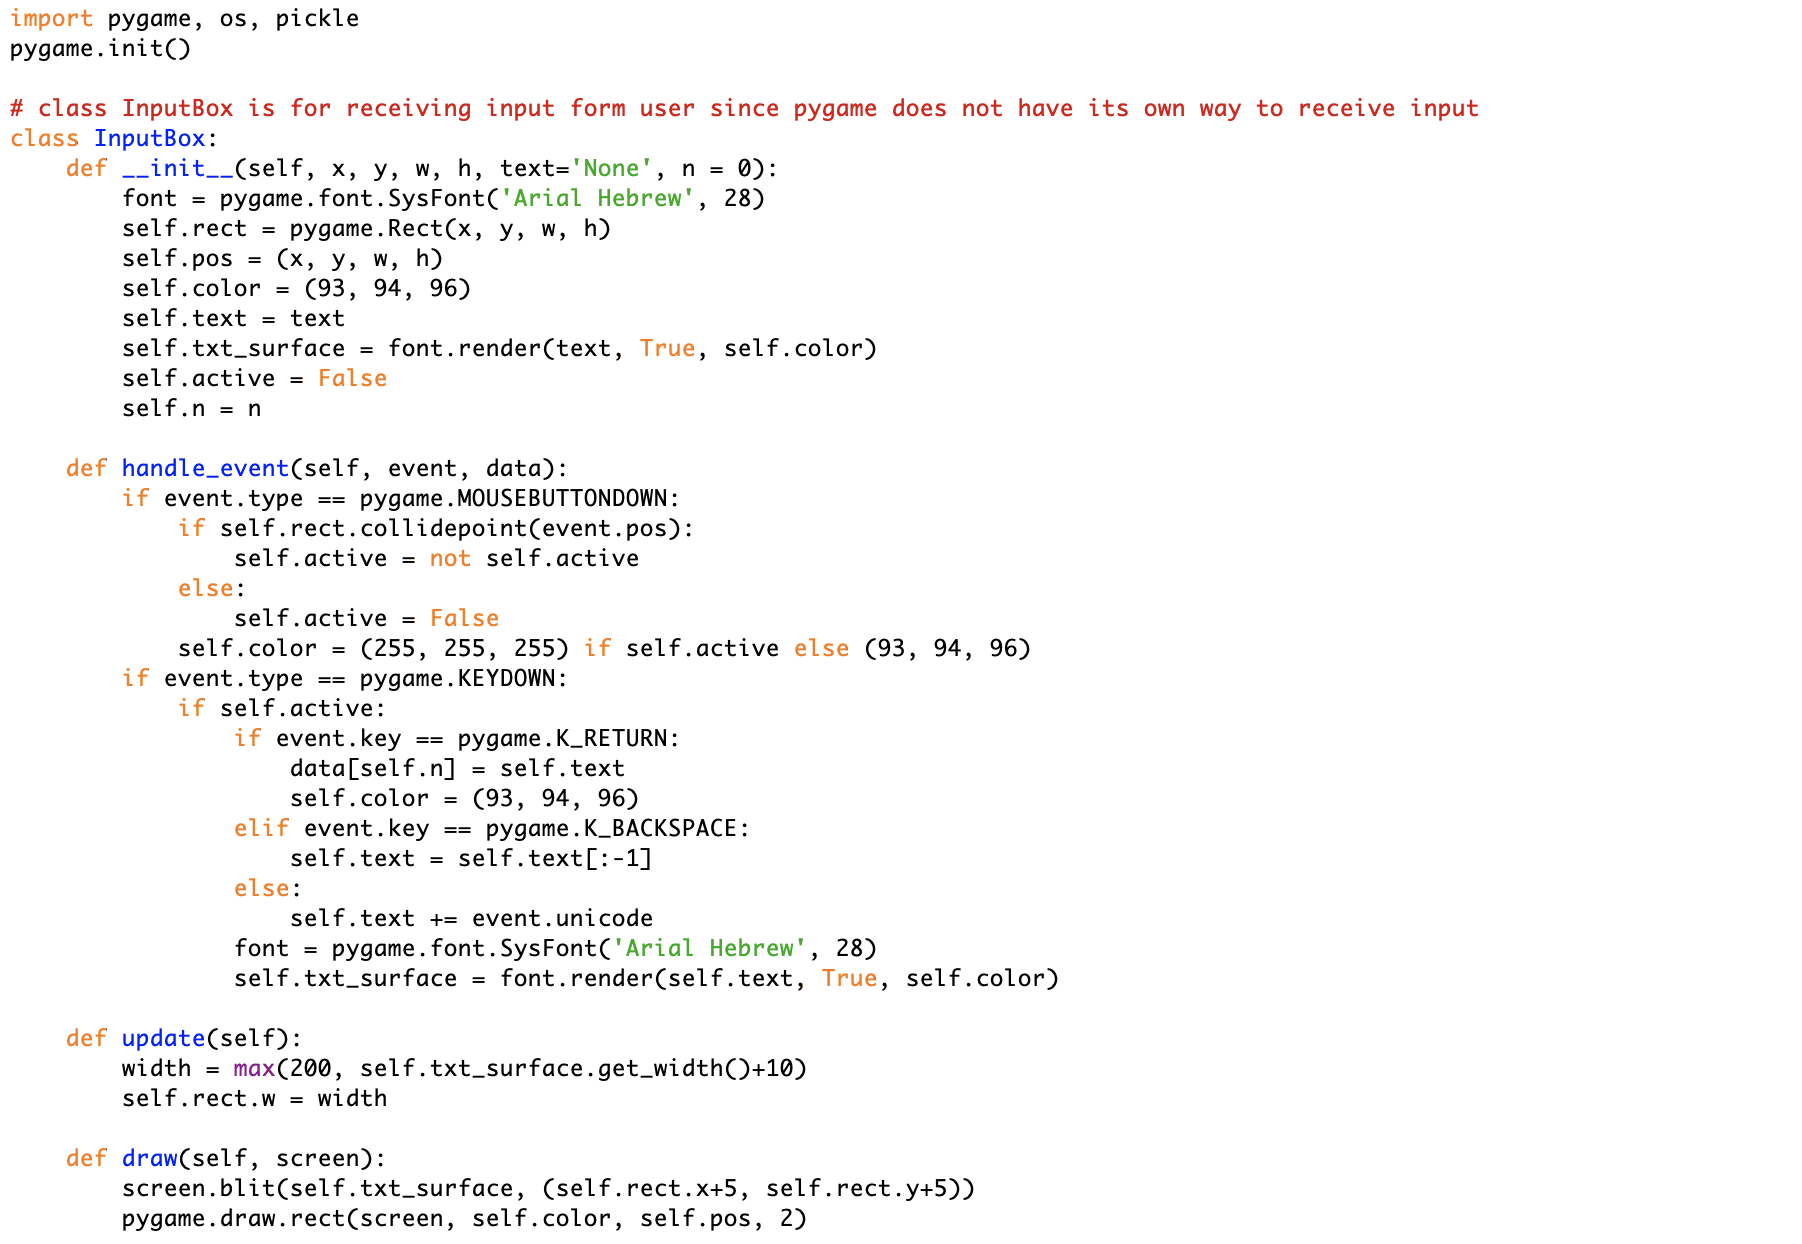 import pygame, os, pickle
pygame.init()

# class InputBox is for receiving input form user since pygame does not have its own way to receive input
class InputBox:
    def __init__(self, x, y, w, h, text='None', n = 0):
        font = pygame.font.SysFont('Arial Hebrew', 28)
        self.rect = pygame.Rect(x, y, w, h)
        self.pos = (x, y, w, h)
        self.color = (93, 94, 96)
        self.text = text
        self.txt_surface = font.render(text, True, self.color)
        self.active = False
        self.n = n

    def handle_event(self, event, data):
        if event.type == pygame.MOUSEBUTTONDOWN:
            if self.rect.collidepoint(event.pos):
                self.active = not self.active
            else:
                self.active = False
            self.color = (255, 255, 255) if self.active else (93, 94, 96)
        if event.type == pygame.KEYDOWN:
            if self.active:
                if event.key == pygame.K_RETURN:
                    data[self.n] = self.text
                    self.color = (93, 94, 96)
                elif event.key == pygame.K_BACKSPACE:
                    self.text = self.text[:-1]
                else:
                    self.text += event.unicode
                font = pygame.font.SysFont('Arial Hebrew', 28)
                self.txt_surface = font.render(self.text, True, self.color)

    def update(self):
        width = max(200, self.txt_surface.get_width()+10)
        self.rect.w = width

    def draw(self, screen):
        screen.blit(self.txt_surface, (self.rect.x+5, self.rect.y+5))
        pygame.draw.rect(screen, self.color, self.pos, 2)